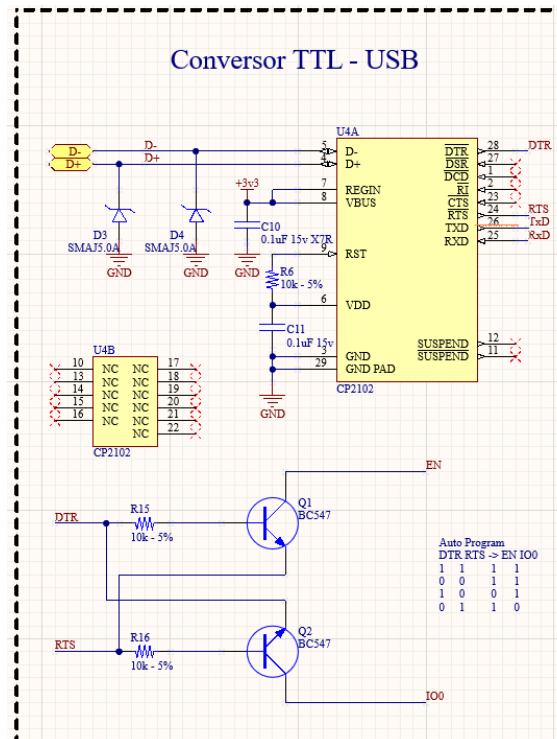 Conversor TTL - USB
U4A
D- D- 5 D- DTR 28 DTR
D+ D+ 4 D+ DSR 27
DCD 1
+3v3 7 REGIN RI 2
8 VBUS CTS 23
RTS 24 RTS
D3 D4 C10 TXD 26 TxD
SMAJ5.0A SMAJ5.0A 0.1uF 15v X7R RXD 25 RxD
9 RST
GND GND GND R6
10k - 5%
6 VDD
C11
0.1uF 15v SUSPEND 12
U4B 3 GND SUSPEND 11
10 NC NC 17 29 GND PAD
13 NC NC 18 CP2102
14 NC NC 19
15 NC NC 20 GND
16 NC NC 21
NC 22
CP2102
EN
Q1
DTR R15 BC547
10k - 5%
Auto Program
DTR RTS -> EN IO0
1 1 1 1
0 0 1 1
1 0 0 1
0 1 1 0
Q2
RTS R16 BC547
10k - 5%
IO0